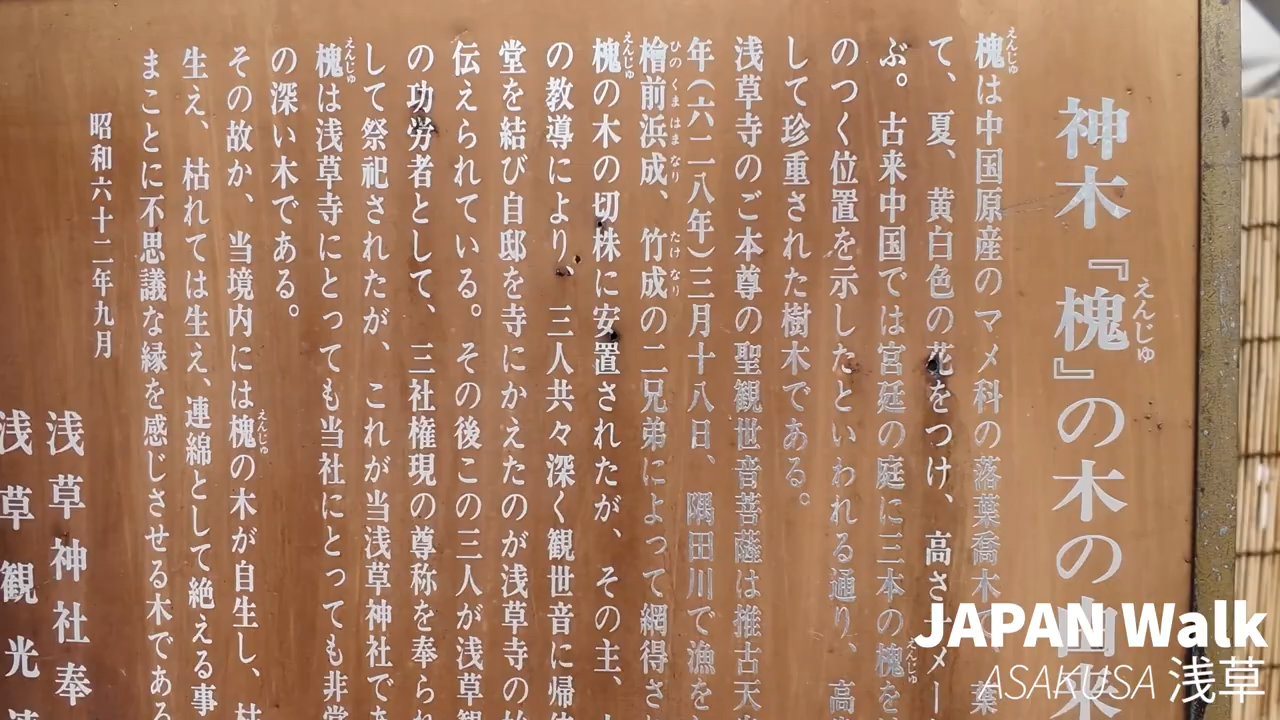 神木『槐』の木の由来
槐は中国原産のマメ科の落葉喬木で、葉
て、夏、黄白色の花をつけ、高さ十メー
ぶ。古来中国では宮廷の庭に三本の槐を
のつく位置を示したといわれる通り、高
して珍重された樹木である。
浅草寺のご本尊の聖観世音菩薩は推古天
年(六二八年)三月十八日、隅田川で漁を
檜前浜成、竹成の二兄弟によって網得さ
槐の木の切株に安置されたが、その主、
の教導により、三人共々深く観世音に帰
堂を結び自邸を寺にかえたのが浅草寺の
伝えられている。その後この三人が浅草
の功労者として、三社権現の尊称を奉ら
して祭祀されたが、これが当浅草神社で
槐は浅草寺にとっても当社にとっても非常
の深い木である。
その故か、当境内には槐の木が自生し、枯
生え、枯れては生え、連綿として絶える事
まことに不思議な縁を感じさせる木である
昭和六十二年九月
浅草神社奉
浅草観光連
JAPAN Walk
ASAKUSA 浅草